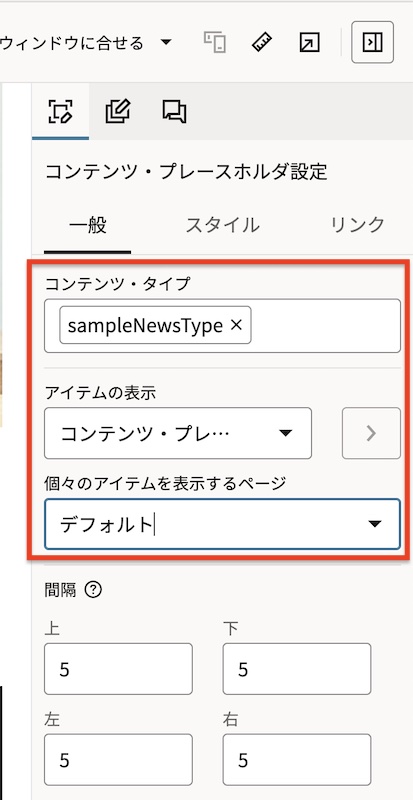 ウィンドウに合せる
コンテンツ・プレースホルダ設定
一般 スタイル リンク
コンテンツ・タイプ
sampleNewsType ×
アイテムの表示
コンテンツ・プレ…
個々のアイテムを表示するページ
デフォルト
間隔
上 下
5 5
左 右
5 5